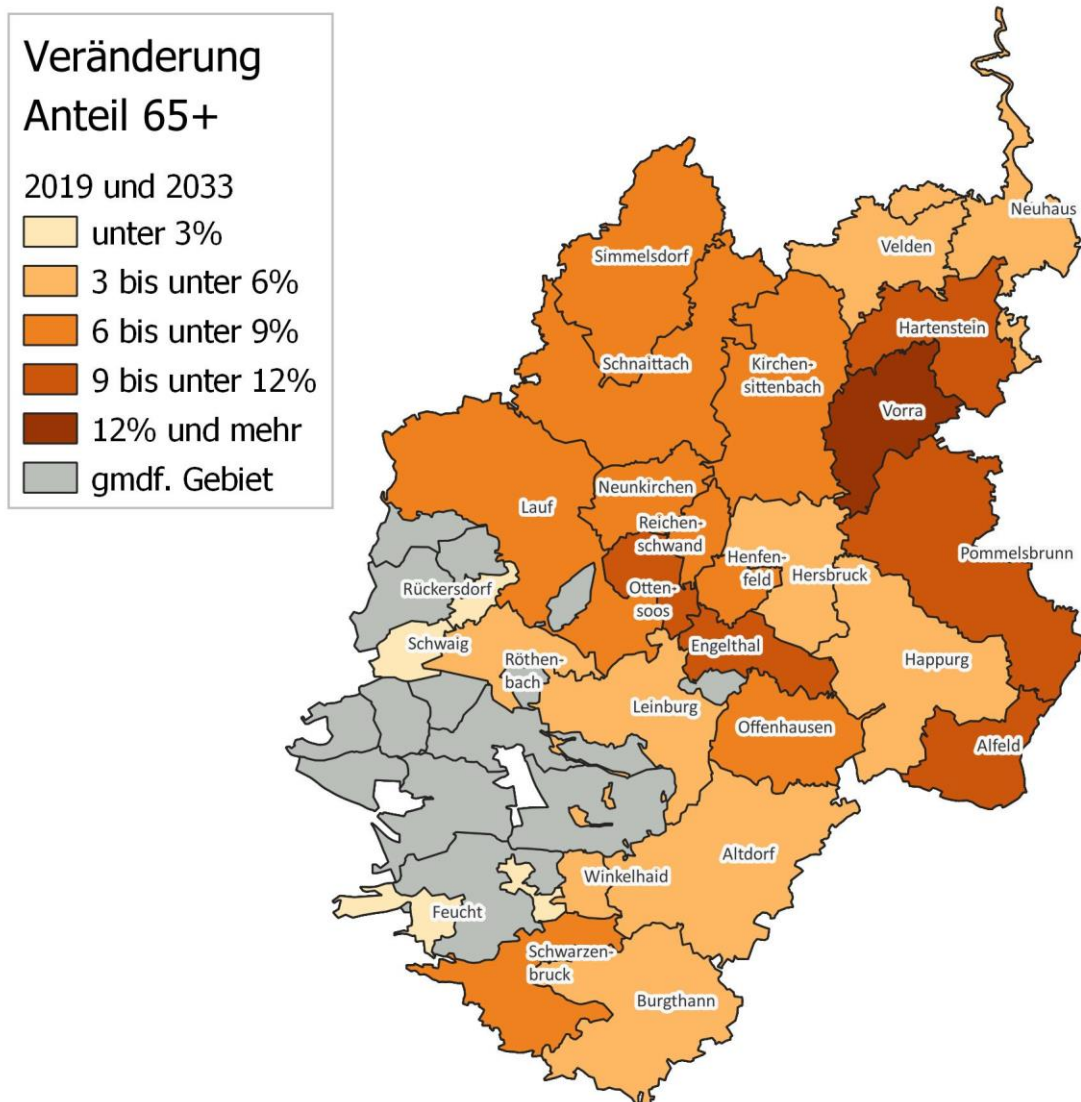 Veränderung
Anteil 65+
2019 und 2033
unter 3%
3 bis unter 6%
6 bis unter 9%
9 bis unter 12%
12% und mehr
gmdf. Gebiet
Neuhaus
Velden
Simmelsdorf
Hartenstein
Schnaittach
Kirchen-
sittenbach
Vorra
Neunkirchen
Lauf
Reichen-
schwand
Pommelsbrunn
Henfen-
feld
Hersbruck
Rückersdorf
Otten-
soos
Schwaig
Engelthal
Happurg
Röthen-
bach
Leinburg
Offenhausen
Alfeld
Altdorf
Winkelhaid
Feucht
Schwarzen-
bruck
Burgthann